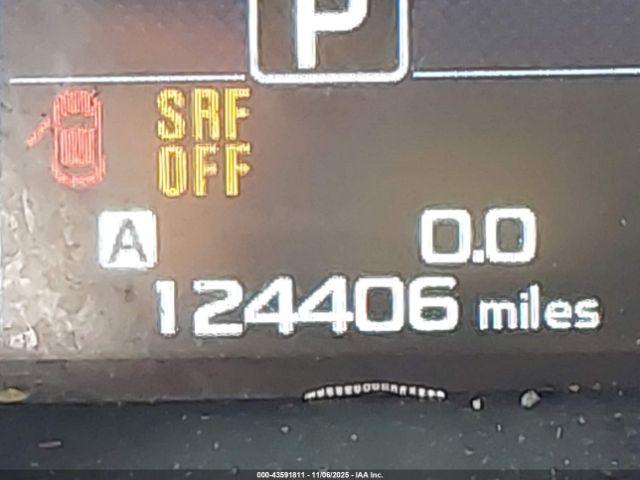 P
SRF
OFF
A 0.0
124406 miles
000-43591811 - 11/06/2025 - IAA Inc.